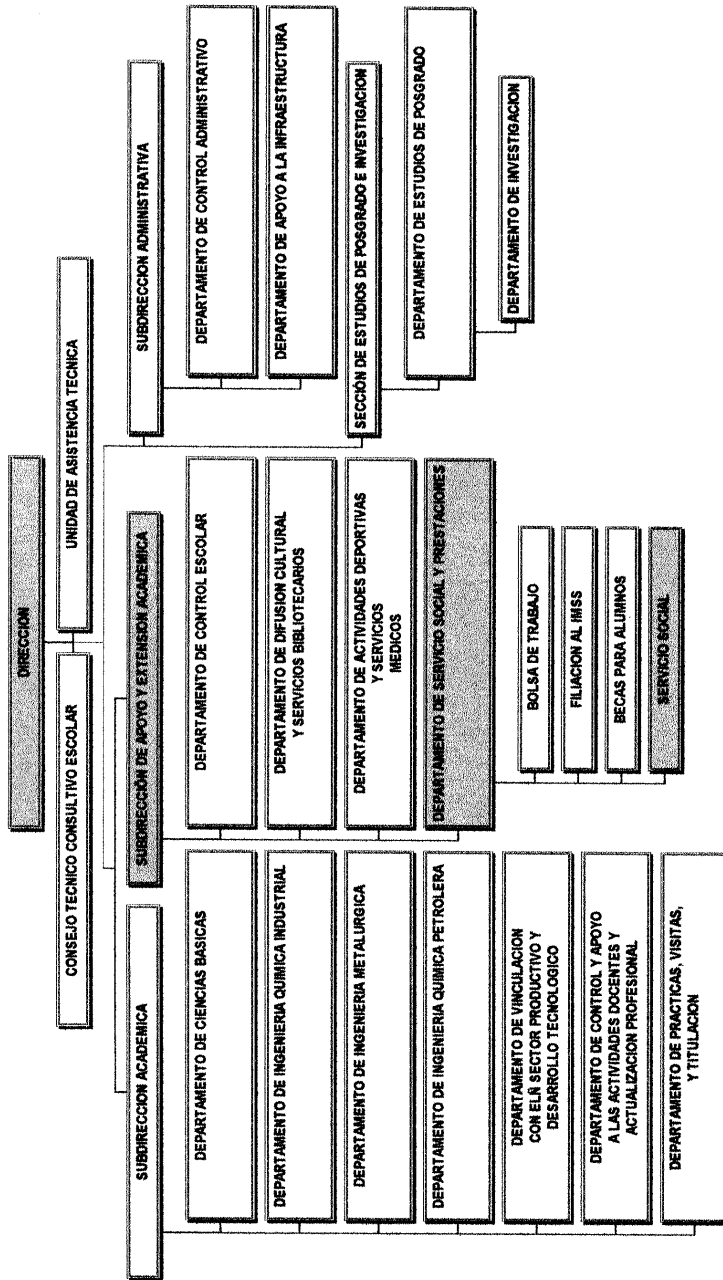 DIRECCION
CONSEJO TECNICO CONSULTIVO ESCOLAR
UNIDAD DE ASISTENCIA TECNICA
SUBDIRECCION ACADEMICA
DEPARTAMENTO DE CIENCIAS BASICAS
DEPARTAMENTO DE INGENIERIA QUIMICA INDUSTRIAL
DEPARTAMENTO DE INGENIERIA METALURGICA
DEPARTAMENTO DE INGENIERIA QUIMICA PETROLERA
DEPARTAMENTO DE VINCULACION
CON ELÑ SECTOR PRODUCTIVO Y
DESARROLLO TECNOLOGICO
DEPARTAMENTO DE CONTROL Y APOYO
A LAS ACTIVIDADES DOCENTES Y
ACTUALIZACION PROFESIONAL
DEPARTAMENTO DE PRACTICAS, VISITAS,
Y TITULACION
SUBDIRECCIÓN DE APOYO Y EXTENSION ACADEMICA
DEPARTAMENTO DE CONTROL ESCOLAR
DEPARTAMENTO DE DIFUSION CULTURAL
Y SERVICIOS BIBLIOTECARIOS
DEPARTAMENTO DE ACTIVIDADES DEPORTIVAS
Y SERVICIOS
MEDICOS
DEPARTAMENTO DE SERVICIO SOCIAL Y PRESTACIONES
BOLSA DE TRABAJO
FILIACION AL IMSS
BECAS PARA ALUMNOS
SERVICIO SOCIAL
SUBDIRECCION ADMINISTRATIVA
DEPARTAMENTO DE CONTROL ADMINISTRATIVO
DEPARTAMENTO DE APOYO A LA INFRAESTRUCTURA
SECCIÓN DE ESTUDIOS DE POSGRADO E INVESTIGACION
DEPARTAMENTO DE ESTUDIOS DE POSGRADO
DEPARTAMENTO DE INVESTIGACION